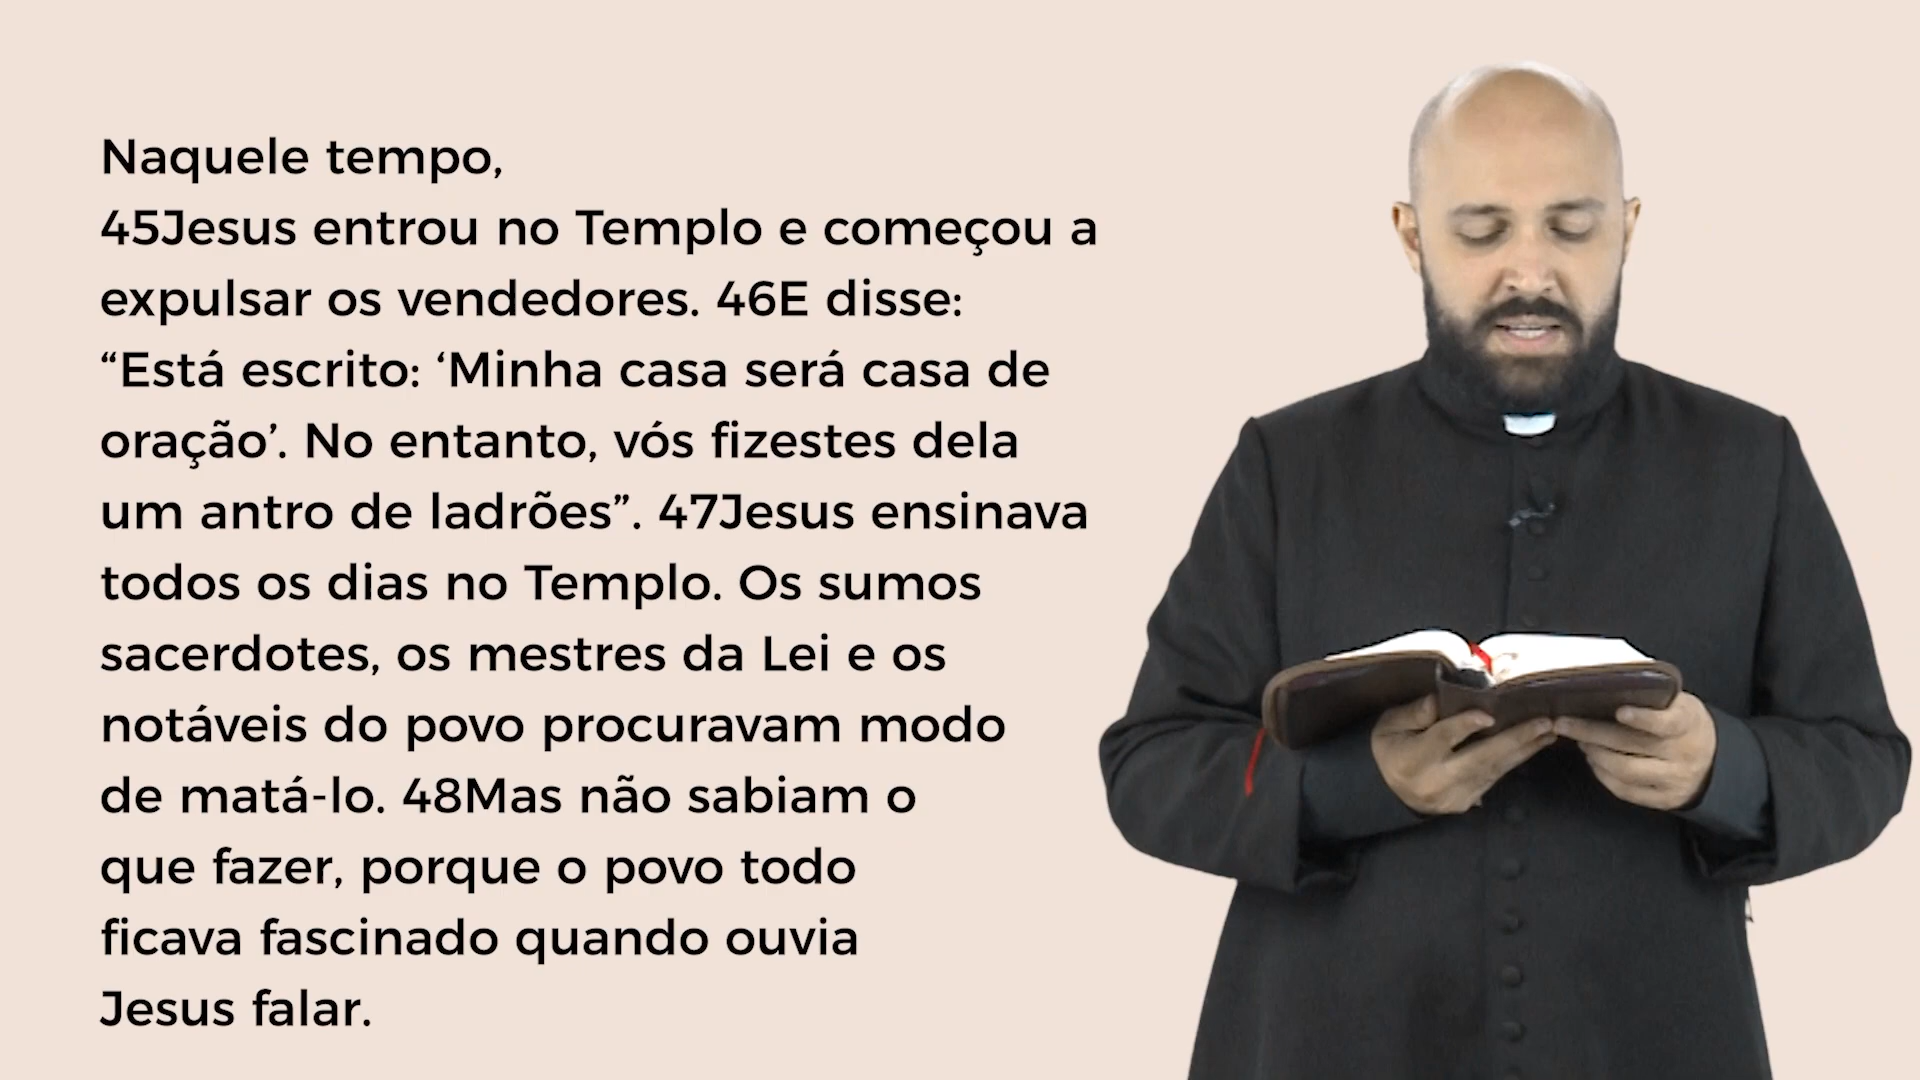 Naquele tempo,
45Jesus entrou no Templo e começou a
expulsar os vendedores. 46E disse:
“Está escrito: ‘Minha casa será casa de
oração’. No entanto, vós fizestes dela
um antro de ladrões”. 47Jesus ensinava
todos os dias no Templo. Os sumos
sacerdotes, os mestres da Lei e os
notáveis do povo procuravam modo
de matá-lo. 48Mas não sabiam o
que fazer, porque o povo todo
ficava fascinado quando ouvia
Jesus falar.